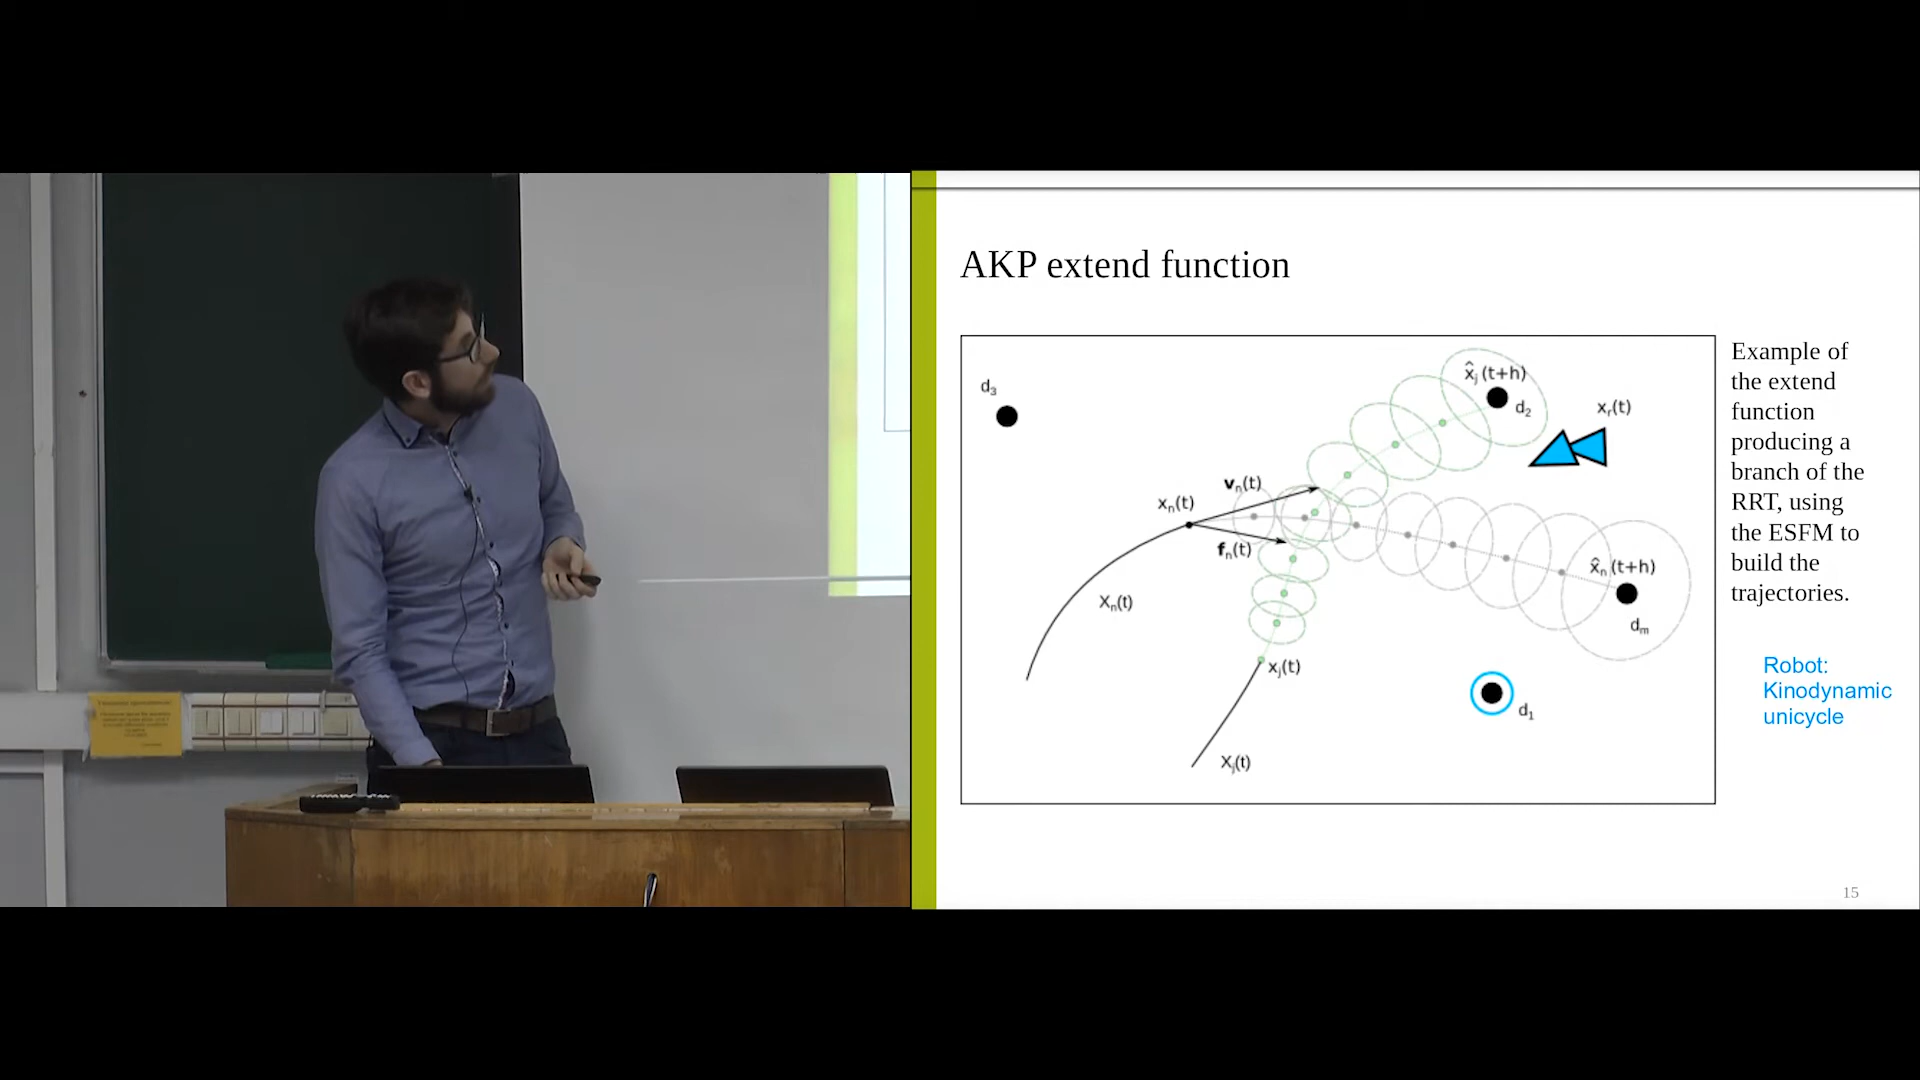 AKP extend function
d3
x̂j(t+h)
d2
xr(t)
vn(t)
xn(t)
fn(t)
x̂n(t+h)
dm
Xn(t)
xj(t)
d1
Xj(t)
Example of
the extend
function
producing a
branch of the
RRT, using
the ESFM to
build the
trajectories.
Robot:
Kinodynamic
unicycle
15